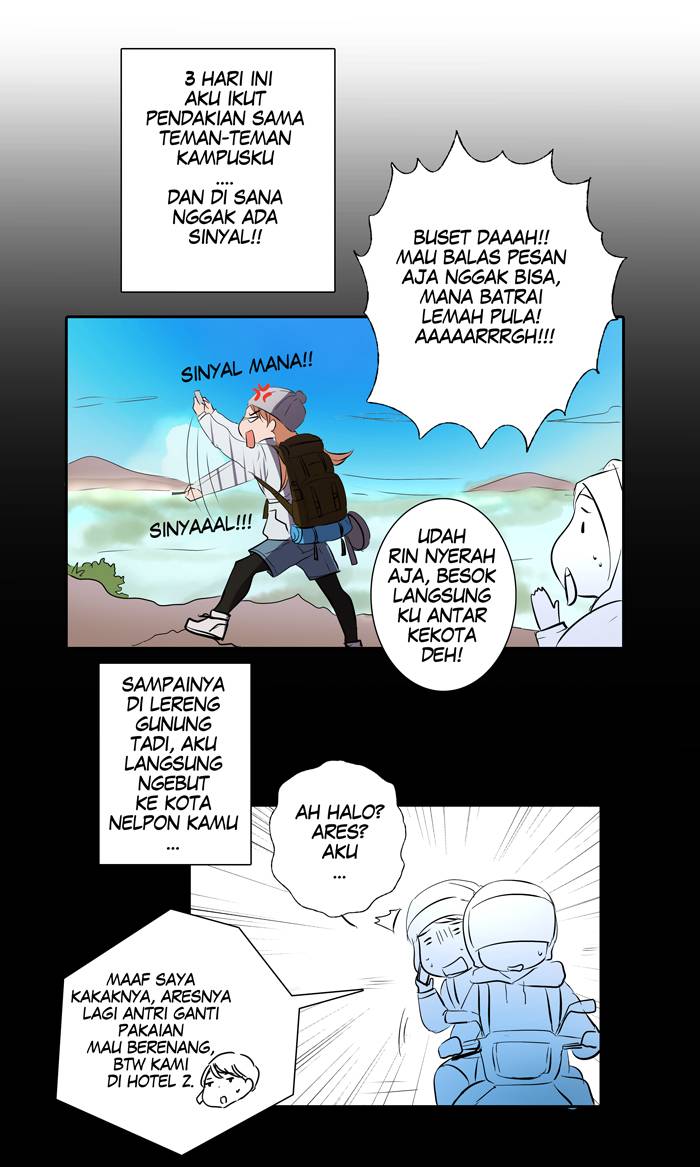 3 HARI INI
AKU IKUT
PENDAKIAN SAMA
TEMAN-TEMAN
KAMPUSKU
....
DAN DI SANA
NGGAK ADA
SINYAL!!
BUSET DAAAH!!
MAU BALAS PESAN
AJA NGGAK BISA,
MANA BATRAI
LEMAH PULA!
AAAAARRRGH!!!
SINYAL MANA!!
SINYAAAL!!!
UDAH
RIN NYERAH
AJA, BESOK
LANGSUNG
KU ANTAR
KEKOTA
DEH!
SAMPAINYA
DI LERENG
GUNUNG
TADI, AKU
LANGSUNG
NGEBUT
KE KOTA
NELPON KAMU
...
AH HALO?
ARES?
AKU
...
MAAF SAYA
KAKAKNYA, ARESNYA
LAGI ANTRI GANTI
PAKAIAN
MAU BERENANG,
BTW KAMI
DI HOTEL Z.